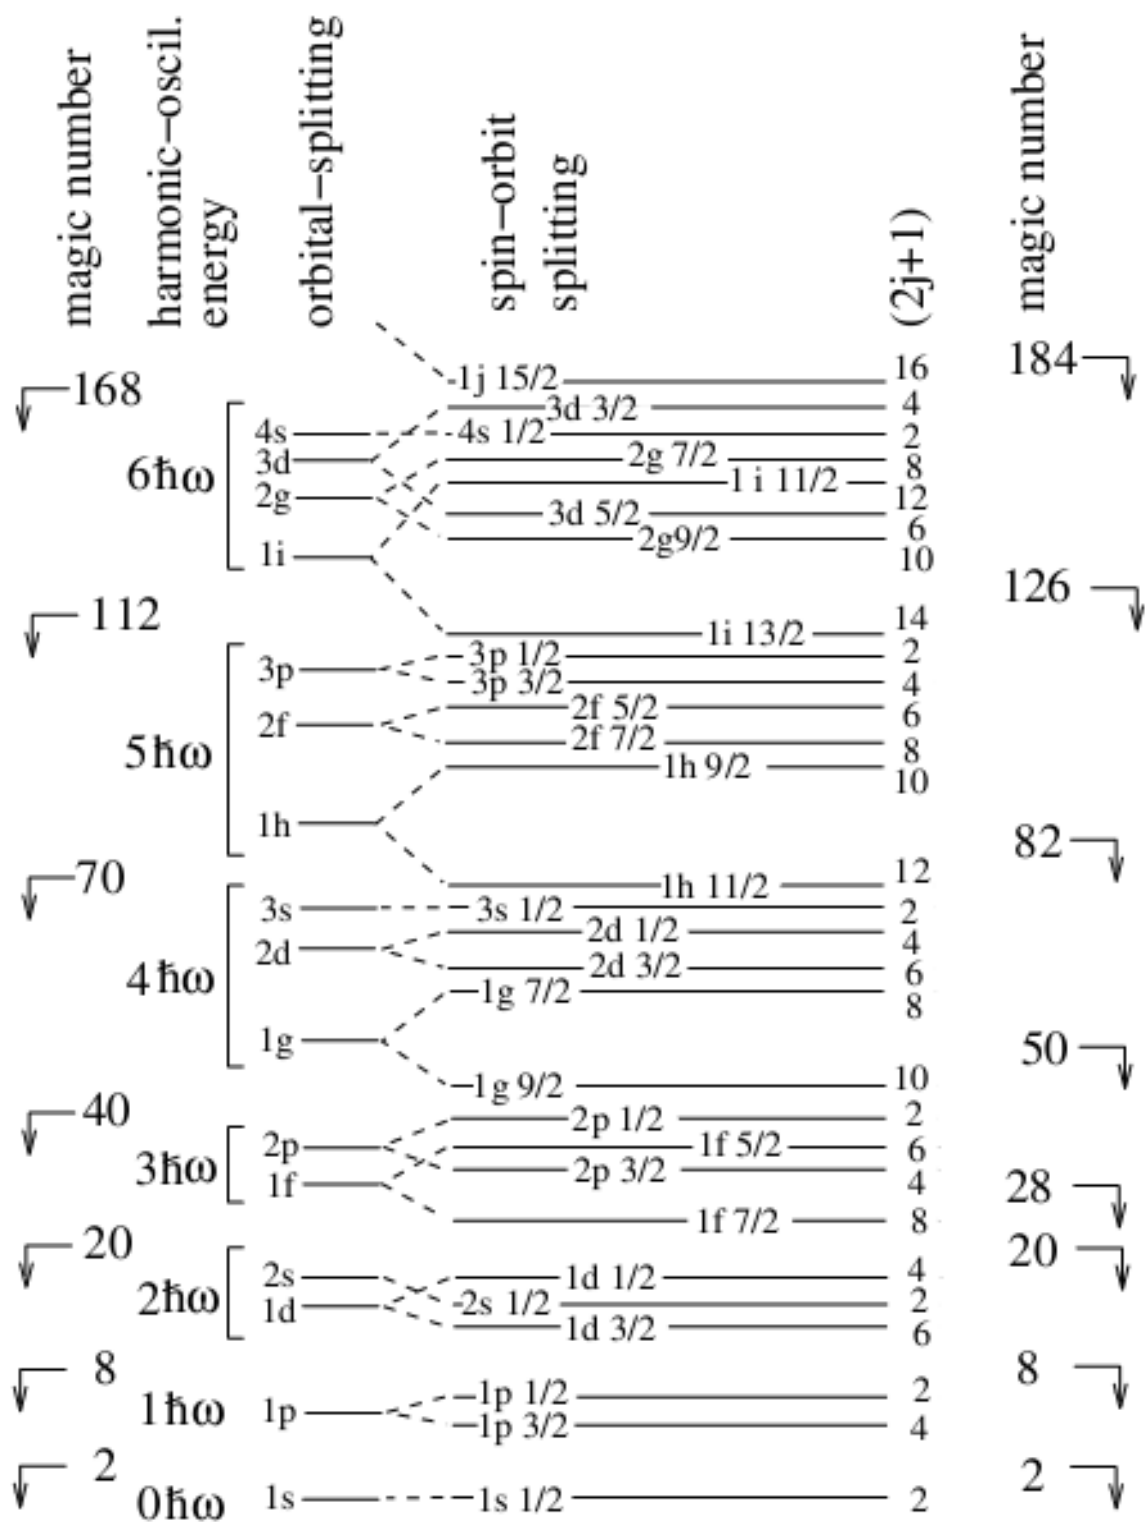 magic number
harmonic-oscil.
energy
orbital-splitting
spin-orbit
splitting
(2j+1)
magic number
1j 15/2 16 184
168 3d 3/2 4
4s 4s 1/2 2
3d 2g 7/2 8
6ħω 1 i 11/2 12
2g 3d 5/2 6
2g9/2 10
1i
126
112 1i 13/2 14
3p 3p 1/2 2
3p 3/2 4
2f 2f 5/2 6
5ħω 2f 7/2 8
1h 9/2 10
1h
82
70 1h 11/2 12
3s 3s 1/2 2
2d 2d 1/2 4
4ħω 2d 3/2 6
1g 7/2 8
1g 50
1g 9/2 10
40 2p 1/2 2
2p 1f 5/2 6
3ħω 2p 3/2 4
1f 28
1f 7/2 8
20 20
2s 1d 1/2 4
2ħω 1d 2s 1/2 2
1d 3/2 6
8 8
1p 1/2 2
1ħω 1p 1p 3/2 4
2 2
0ħω 1s 1s 1/2 2